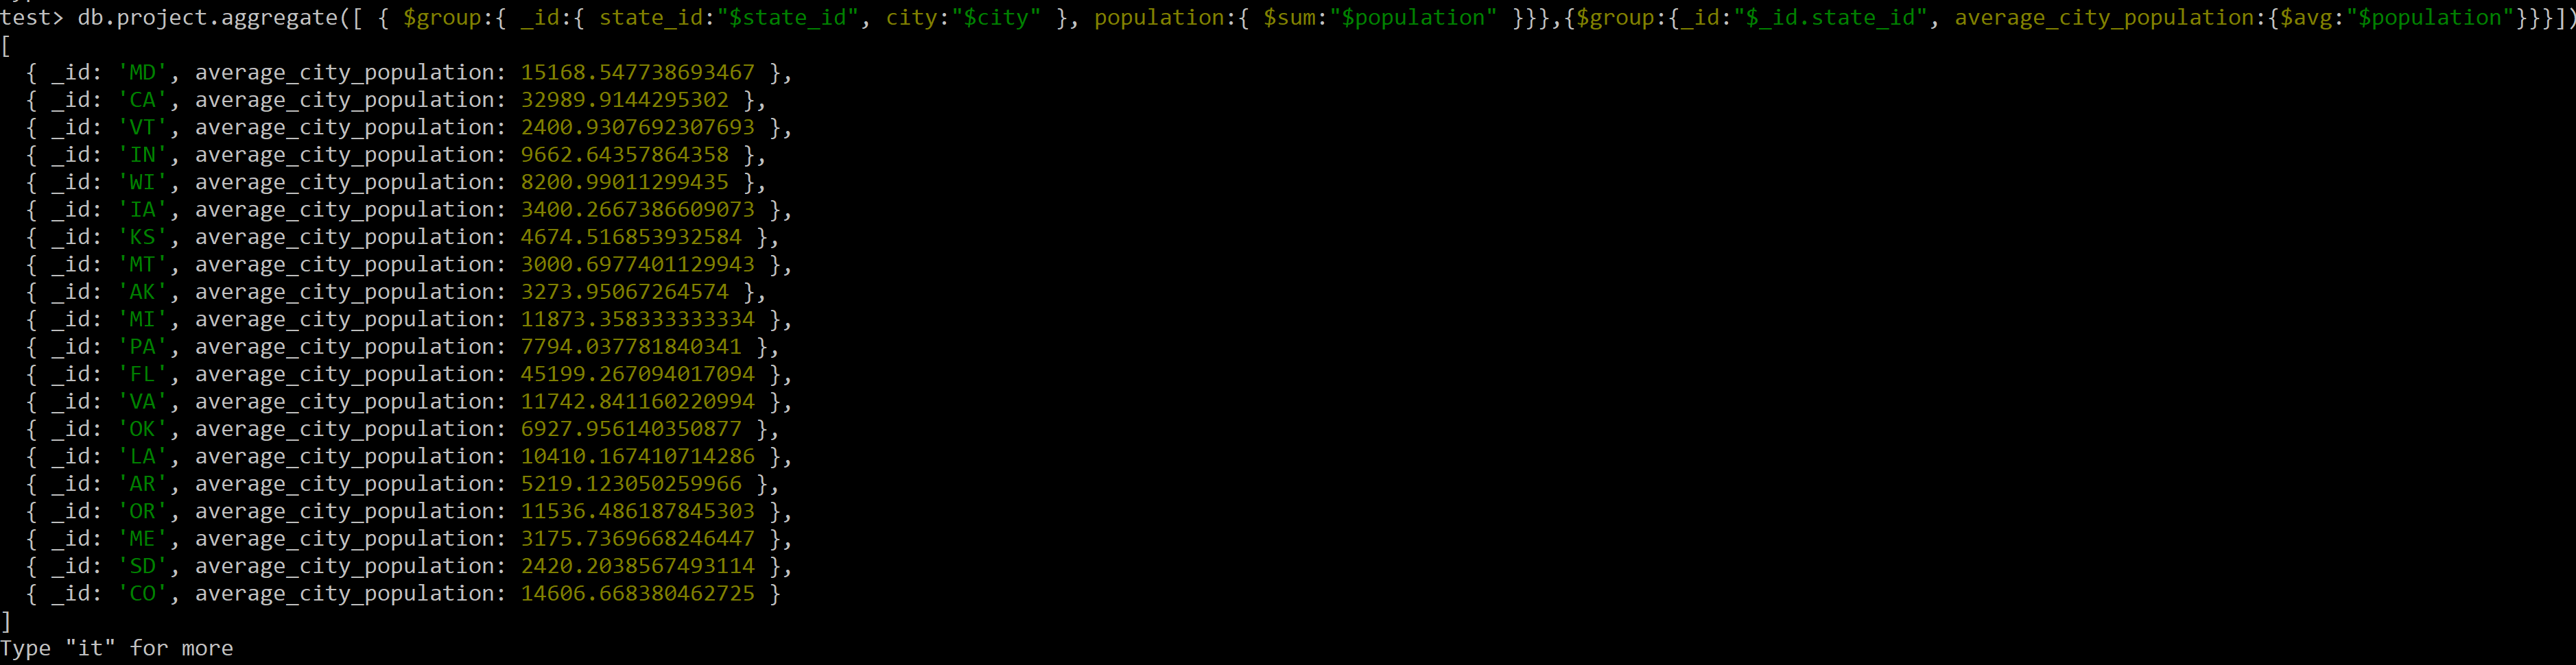 test> db.project.aggregate([ { $group:{ _id:{ state_id:"$state_id", city:"$city" }, population:{ $sum:"$population" }}},{$group:{_id:"$_id.state_id", average_city_population:{$avg:"$population"}}}])
[
  { _id: 'MD', average_city_population: 15168.547738693467 },
  { _id: 'CA', average_city_population: 32989.9144295302 },
  { _id: 'VT', average_city_population: 2400.9307692307693 },
  { _id: 'IN', average_city_population: 9662.64357864358 },
  { _id: 'WI', average_city_population: 8200.99011299435 },
  { _id: 'IA', average_city_population: 3400.2667386609073 },
  { _id: 'KS', average_city_population: 4674.516853932584 },
  { _id: 'MT', average_city_population: 3000.6977401129943 },
  { _id: 'AK', average_city_population: 3273.95067264574 },
  { _id: 'MI', average_city_population: 11873.358333333334 },
  { _id: 'PA', average_city_population: 7794.037781840341 },
  { _id: 'FL', average_city_population: 45199.267094017094 },
  { _id: 'VA', average_city_population: 11742.841160220994 },
  { _id: 'OK', average_city_population: 6927.956140350877 },
  { _id: 'LA', average_city_population: 10410.167410714286 },
  { _id: 'AR', average_city_population: 5219.123050259966 },
  { _id: 'OR', average_city_population: 11536.486187845303 },
  { _id: 'ME', average_city_population: 3175.7369668246447 },
  { _id: 'SD', average_city_population: 2420.2038567493114 },
  { _id: 'CO', average_city_population: 14606.668380462725 }
]
Type "it" for more